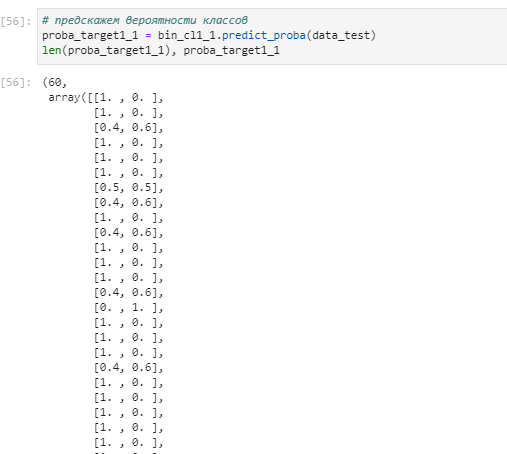 [56]: # предскажем вероятности классов
proba_target1_1 = bin_cl1_1.predict_proba(data_test)
len(proba_target1_1), proba_target1_1
[56]: (60,
array([[1. , 0. ],
[1. , 0. ],
[0.4, 0.6],
[1. , 0. ],
[1. , 0. ],
[1. , 0. ],
[0.5, 0.5],
[0.4, 0.6],
[1. , 0. ],
[0.4, 0.6],
[1. , 0. ],
[1. , 0. ],
[1. , 0. ],
[0.4, 0.6],
[0. , 1. ],
[1. , 0. ],
[1. , 0. ],
[1. , 0. ],
[0.4, 0.6],
[1. , 0. ],
[1. , 0. ],
[1. , 0. ],
[1. , 0. ],
[1. , 0. ],